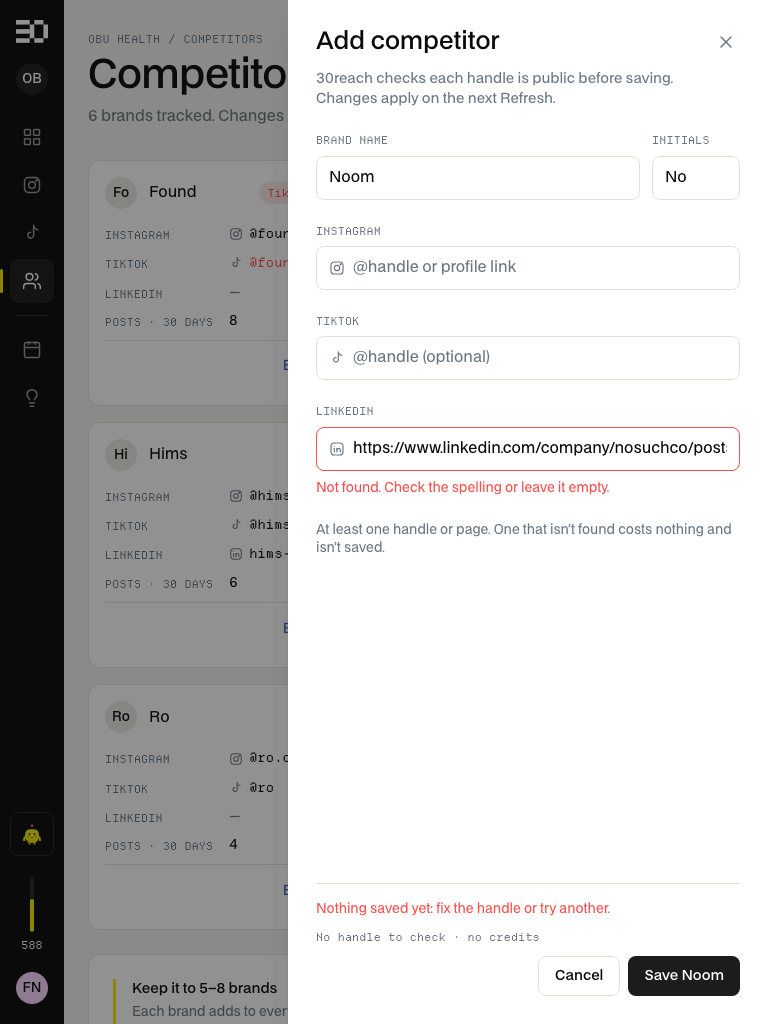 30
OB
OBU HEALTH / COMPETITORS
6 brands tracked. Changes
Fo Found
INSTAGRAM
TIKTOK
LINKEDIN —
POSTS · 30 DAYS 8
Hi Hims
INSTAGRAM @hims
TIKTOK @hims
LINKEDIN hims-
POSTS · 30 DAYS 6
Ro Ro
INSTAGRAM
TIKTOK @ro
LINKEDIN —
POSTS · 30 DAYS 4
Keep it to 5–8 brands
Each brand adds to
588
FN
Add competitor
30reach checks each handle is public before saving.
Changes apply on the next Refresh.
BRAND NAME INITIALS
Noom No
INSTAGRAM
@handle or profile link
TIKTOK
@handle (optional)
LINKEDIN
https://www.linkedin.com/company/nosuchco/post
Not found. Check the spelling or leave it empty.
At least one handle or page. One that isn't found costs nothing and
isn't saved.
Nothing saved yet: fix the handle or try another.
No handle to check · no credits
Cancel Save Noom